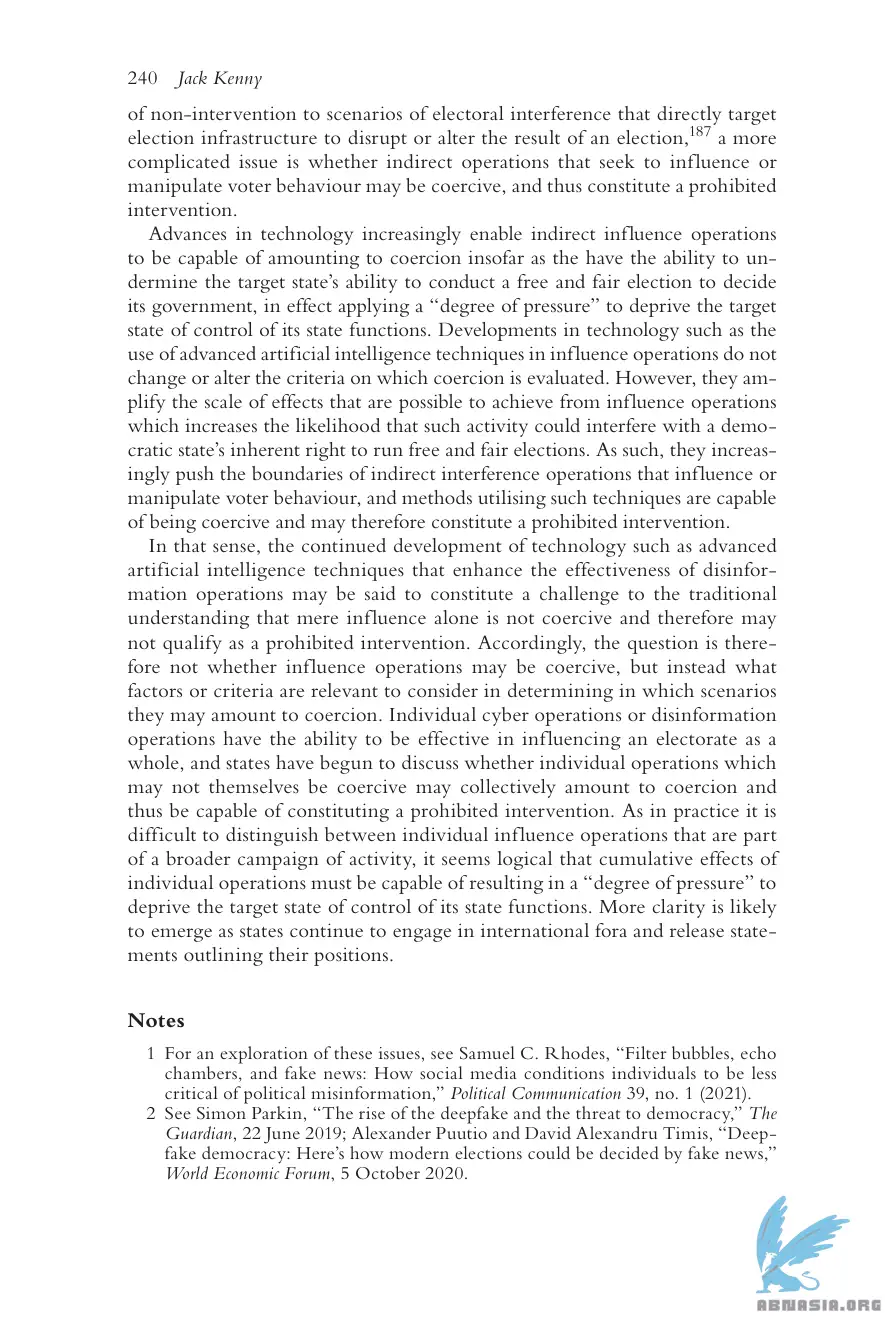 240 Jack Kenny
of non-intervention to scenarios of electoral interference that directly target
election infrastructure to disrupt or alter the result of an election,187 a more
complicated issue is whether indirect operations that seek to influence or
manipulate voter behaviour may be coercive, and thus constitute a prohibited
intervention.
Advances in technology increasingly enable indirect influence operations
to be capable of amounting to coercion insofar as the have the ability to un-
dermine the target state's ability to conduct a free and fair election to decide
its government, in effect applying a “degree of pressure” to deprive the target
state of control of its state functions. Developments in technology such as the
use of advanced artificial intelligence techniques in influence operations do not
change or alter the criteria on which coercion is evaluated. However, they am-
plify the scale of effects that are possible to achieve from influence operations
which increases the likelihood that such activity could interfere with a demo-
cratic state's inherent right to run free and fair elections. As such, they increas-
ingly push the boundaries of indirect interference operations that influence or
manipulate voter behaviour, and methods utilising such techniques are capable
of being coercive and may therefore constitute a prohibited intervention.
In that sense, the continued development of technology such as advanced
artificial intelligence techniques that enhance the effectiveness of disinfor-
mation operations may be said to constitute a challenge to the traditional
understanding that mere influence alone is not coercive and therefore may
not qualify as a prohibited intervention. Accordingly, the question is there-
fore not whether influence operations may be coercive, but instead what
factors or criteria are relevant to consider in determining in which scenarios
they may amount to coercion. Individual cyber operations or disinformation
operations have the ability to be effective in influencing an electorate as a
whole, and states have begun to discuss whether individual operations which
may not themselves be coercive may collectively amount to coercion and
thus be capable of constituting a prohibited intervention. As in practice it is
difficult to distinguish between individual influence operations that are part
of a broader campaign of activity, it seems logical that cumulative effects of
individual operations must be capable of resulting in a “degree of pressure” to
deprive the target state of control of its state functions. More clarity is likely
to emerge as states continue to engage in international fora and release state-
ments outlining their positions.
Notes
1 For an exploration of these issues, see Samuel C. Rhodes, “Filter bubbles, echo
chambers, and fake news: How social media conditions individuals to be less
critical of political misinformation,” Political Communication 39, no. 1 (2021).
2 See Simon Parkin, “The rise of the deepfake and the threat to democracy,” The
Guardian, 22 June 2019; Alexander Puutio and David Alexandru Timis, “Deep-
fake democracy: Here's how modern elections could be decided by fake news,”
World Economic Forum, 5 October 2020.
ABNASIA.ORG